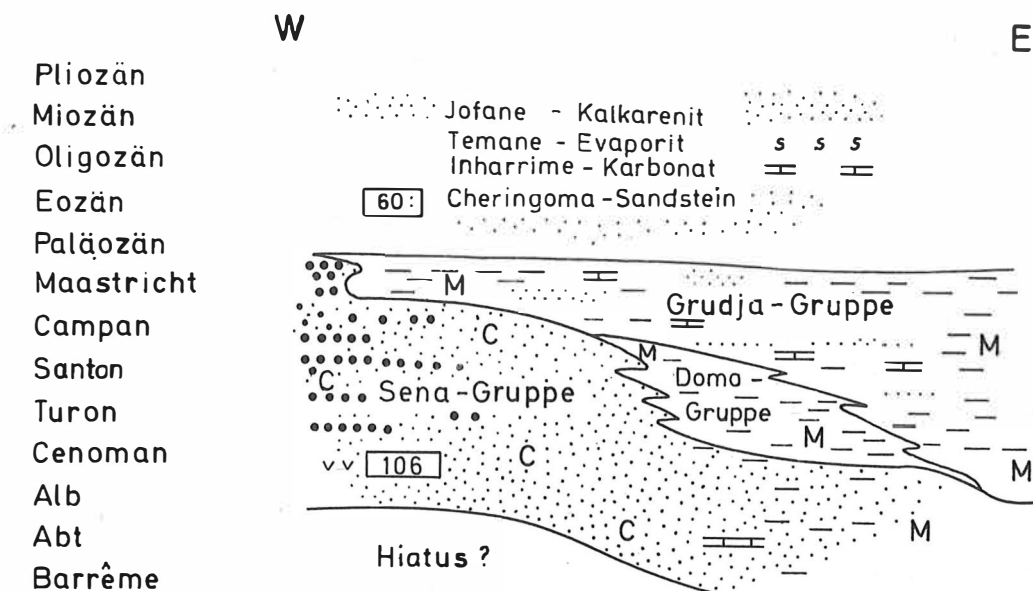 W E
Pliozän
Miozän
Oligozän
Eozän
Paläozän
Maastricht
Campan
Santon
Turon
Cenoman
Alb
Abt
Barrême
Jofane - Kalkarenit
Temane - Evaporit s s s
Inharrime - Karbonat
60: Cheringoma - Sandstein
M
Grudja - Gruppe
C
M
M
C
Sena - Gruppe
Doma -
Gruppe
M
C
M
v v 106
C
M
Hiatus ?